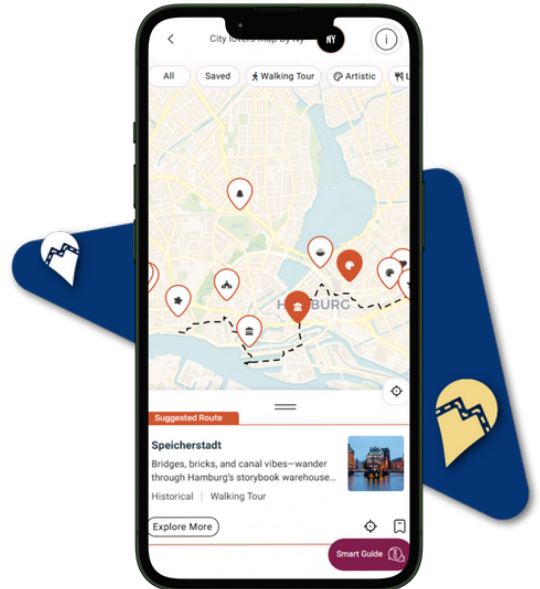 City lovers map by Ny
NY
i
All
Saved
Walking Tour
Artistic
L
HAMBURG
Suggested Route
Speicherstadt
Bridges, bricks, and canal vibes—wander
through Hamburg's storybook warehouse...
Historical | Walking Tour
Explore More
Smart Guide